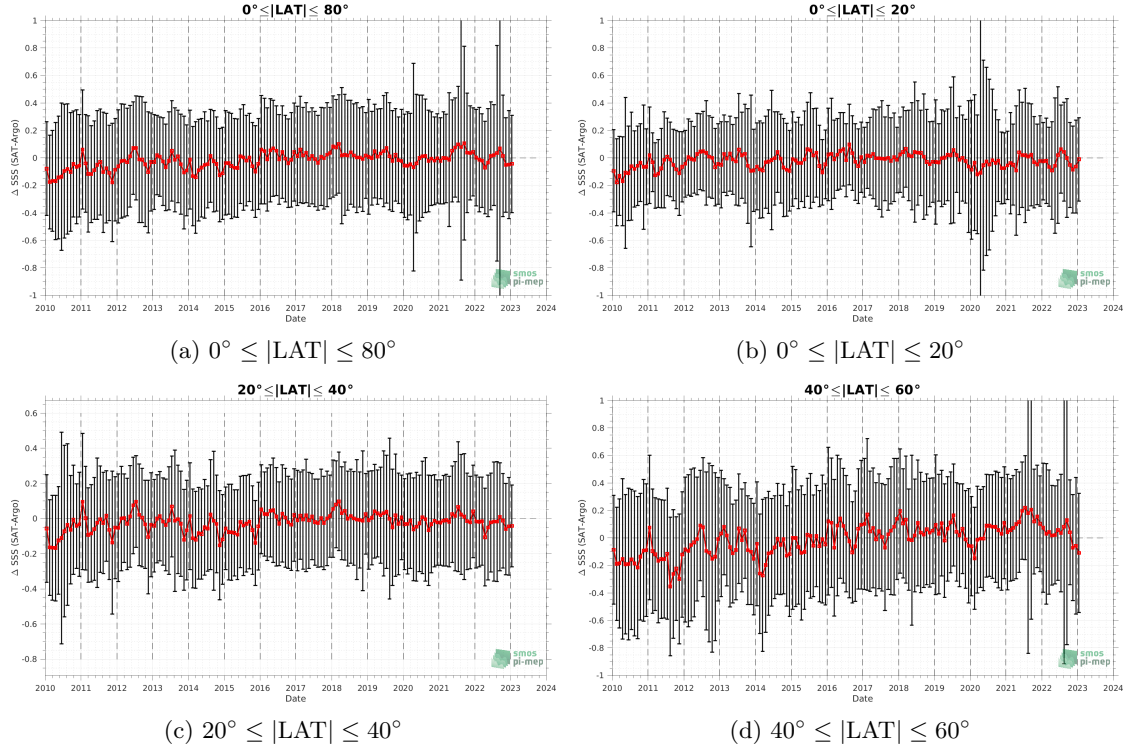 0°≤|LAT|≤ 80°
1
0.8
0.6
0.4
0.2
0
-0.2
-0.4
-0.6
-0.8
-1
Δ SSS (SAT-Argo)
2010 2011 2012 2013 2014 2015 2016 2017 2018 2019 2020 2021 2022 2023 2024
Date
smos
pi-mep
(a) 0° ≤ |LAT| ≤ 80°
0°≤|LAT|≤ 20°
1
0.8
0.6
0.4
0.2
0
-0.2
-0.4
-0.6
-0.8
-1
Δ SSS (SAT-Argo)
2010 2011 2012 2013 2014 2015 2016 2017 2018 2019 2020 2021 2022 2023 2024
Date
smos
pi-mep
(b) 0° ≤ |LAT| ≤ 20°
20°≤|LAT|≤ 40°
0.6
0.4
0.2
0
-0.2
-0.4
-0.6
-0.8
Δ SSS (SAT-Argo)
2010 2011 2012 2013 2014 2015 2016 2017 2018 2019 2020 2021 2022 2023 2024
Date
smos
pi-mep
(c) 20° ≤ |LAT| ≤ 40°
40°≤|LAT|≤ 60°
1
0.8
0.6
0.4
0.2
0
-0.2
-0.4
-0.6
-0.8
-1
Δ SSS (SAT-Argo)
2010 2011 2012 2013 2014 2015 2016 2017 2018 2019 2020 2021 2022 2023 2024
Date
smos
pi-mep
(d) 40° ≤ |LAT| ≤ 60°